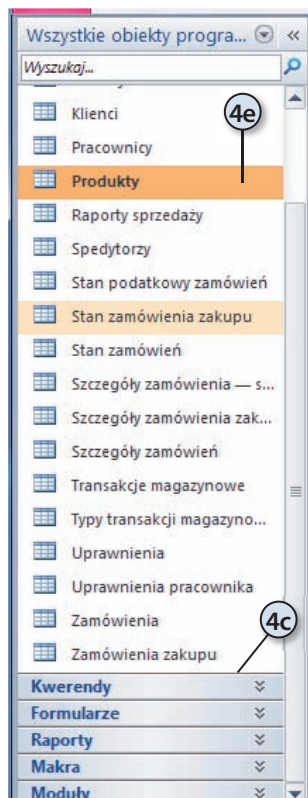 Wszystkie obiekty progra...
Wyszukaj...
Klienci
4e
Pracownicy
Produkty
Raporty sprzedaży
Spedytorzy
Stan podatkowy zamówień
Stan zamówienia zakupu
Stan zamówień
Szczegóły zamówienia — s...
Szczegóły zamówienia zak...
Szczegóły zamówień
Transakcje magazynowe
Typy transakcji magazyno...
Uprawnienia
Uprawnienia pracownika
Zamówienia
4c
Zamówienia zakupu
Kwerendy
Formularze
Raporty
Makra
Moduły